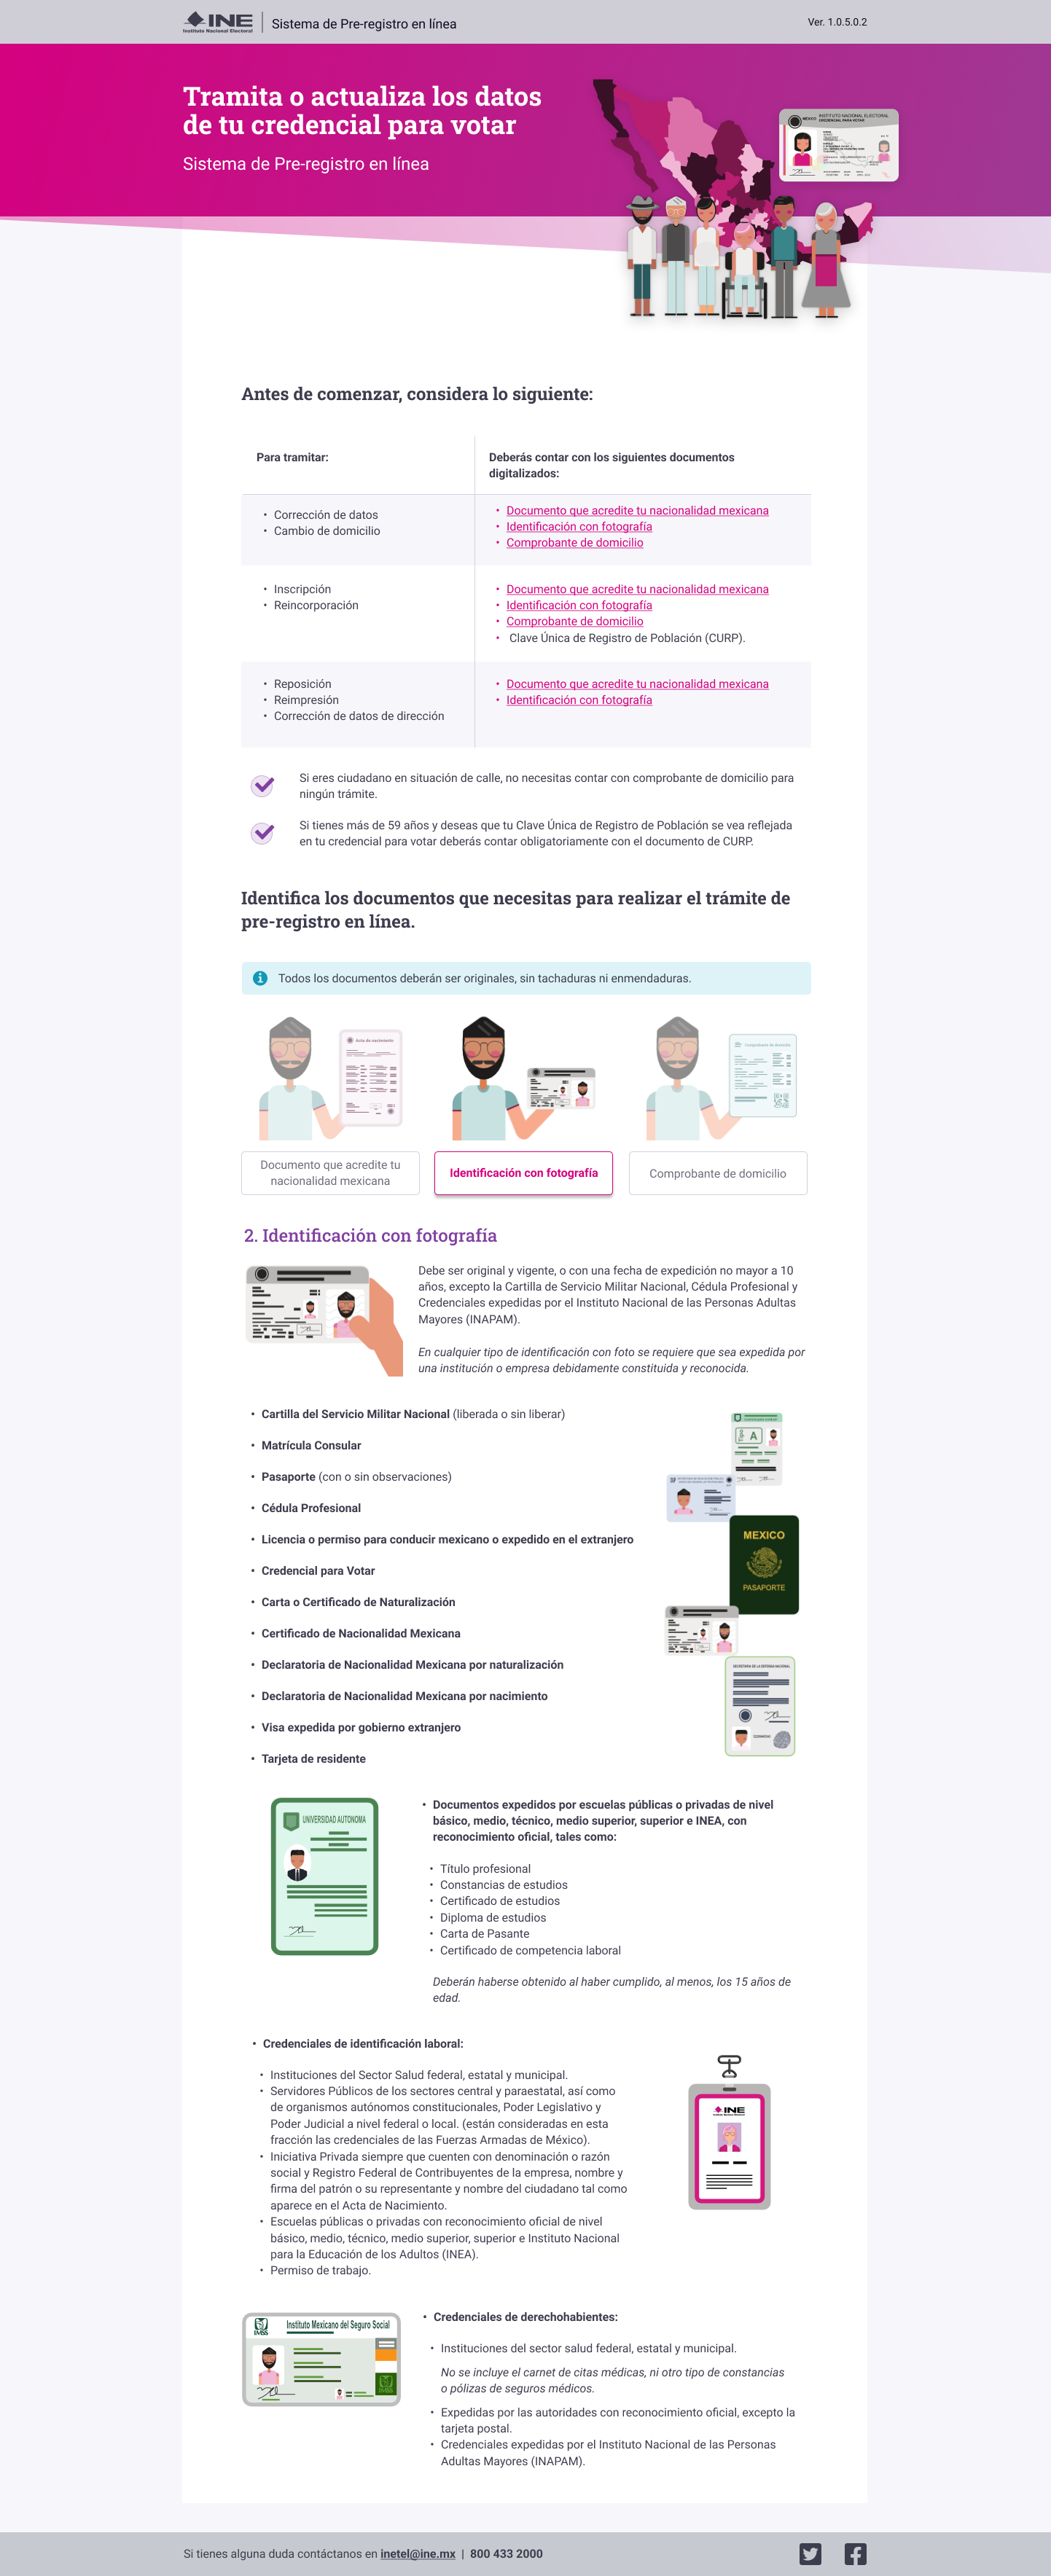 INE
Instituto Nacional Electoral
Sistema de Pre-registro en línea
Ver. 1.0.5.0.2
Tramita o actualiza los datos
de tu credencial para votar
Sistema de Pre-registro en línea
MÉXICO
INSTITUTO NACIONAL ELECTORAL
CREDENCIAL PARA VOTAR
Antes de comenzar, considera lo siguiente:
Para tramitar:
Deberás contar con los siguientes documentos
digitalizados:
• Corrección de datos
• Cambio de domicilio
• Documento que acredite tu nacionalidad mexicana
• Identificación con fotografía
• Comprobante de domicilio
• Inscripción
• Reincorporación
• Documento que acredite tu nacionalidad mexicana
• Identificación con fotografía
• Comprobante de domicilio
• Clave Única de Registro de Población (CURP).
• Reposición
• Reimpresión
• Corrección de datos de dirección
• Documento que acredite tu nacionalidad mexicana
• Identificación con fotografía
Si eres ciudadano en situación de calle, no necesitas contar con comprobante de domicilio para
ningún trámite.
Si tienes más de 59 años y deseas que tu Clave Única de Registro de Población se vea reflejada
en tu credencial para votar deberás contar obligatoriamente con el documento de CURP.
Identifica los documentos que necesitas para realizar el trámite de
pre-registro en línea.
Todos los documentos deberán ser originales, sin tachaduras ni enmendaduras.
Acta de nacimiento
Comprobante de domicilio
Documento que acredite tu
nacionalidad mexicana
Identificación con fotografía
Comprobante de domicilio
2. Identificación con fotografía
Debe ser original y vigente, o con una fecha de expedición no mayor a 10
años, excepto la Cartilla de Servicio Militar Nacional, Cédula Profesional y
Credenciales expedidas por el Instituto Nacional de las Personas Adultas
Mayores (INAPAM).
En cualquier tipo de identificación con foto se requiere que sea expedida por
una institución o empresa debidamente constituida y reconocida.
• Cartilla del Servicio Militar Nacional (liberada o sin liberar)
• Matrícula Consular
• Pasaporte (con o sin observaciones)
• Cédula Profesional
• Licencia o permiso para conducir mexicano o expedido en el extranjero
• Credencial para Votar
• Carta o Certificado de Naturalización
• Certificado de Nacionalidad Mexicana
• Declaratoria de Nacionalidad Mexicana por naturalización
• Declaratoria de Nacionalidad Mexicana por nacimiento
• Visa expedida por gobierno extranjero
• Tarjeta de residente
Tipo
A
MEXICO
PASAPORTE
SECRETARIA DE LA DEFENSA NACIONAL
UNIVERSIDAD AUTONOMA
• Documentos expedidos por escuelas públicas o privadas de nivel
básico, medio, técnico, medio superior, superior e INEA, con
reconocimiento oficial, tales como:
• Título profesional
• Constancias de estudios
• Certificado de estudios
• Diploma de estudios
• Carta de Pasante
• Certificado de competencia laboral
Deberán haberse obtenido al haber cumplido, al menos, los 15 años de
edad.
• Credenciales de identificación laboral:
• Instituciones del Sector Salud federal, estatal y municipal.
• Servidores Públicos de los sectores central y paraestatal, así como
de organismos autónomos constitucionales, Poder Legislativo y
Poder Judicial a nivel federal o local. (están consideradas en esta
fracción las credenciales de las Fuerzas Armadas de México).
• Iniciativa Privada siempre que cuenten con denominación o razón
social y Registro Federal de Contribuyentes de la empresa, nombre y
firma del patrón o su representante y nombre del ciudadano tal como
aparece en el Acta de Nacimiento.
• Escuelas públicas o privadas con reconocimiento oficial de nivel
básico, medio, técnico, medio superior, superior e Instituto Nacional
para la Educación de los Adultos (INEA).
• Permiso de trabajo.
INE
IMSS
Instituto Mexicano del Seguro Social
IMSS
• Credenciales de derechohabientes:
• Instituciones del sector salud federal, estatal y municipal.
No se incluye el carnet de citas médicas, ni otro tipo de constancias
o pólizas de seguros médicos.
• Expedidas por las autoridades con reconocimiento oficial, excepto la
tarjeta postal.
• Credenciales expedidas por el Instituto Nacional de las Personas
Adultas Mayores (INAPAM).
Si tienes alguna duda contáctanos en inetel@ine.mx | 800 433 2000